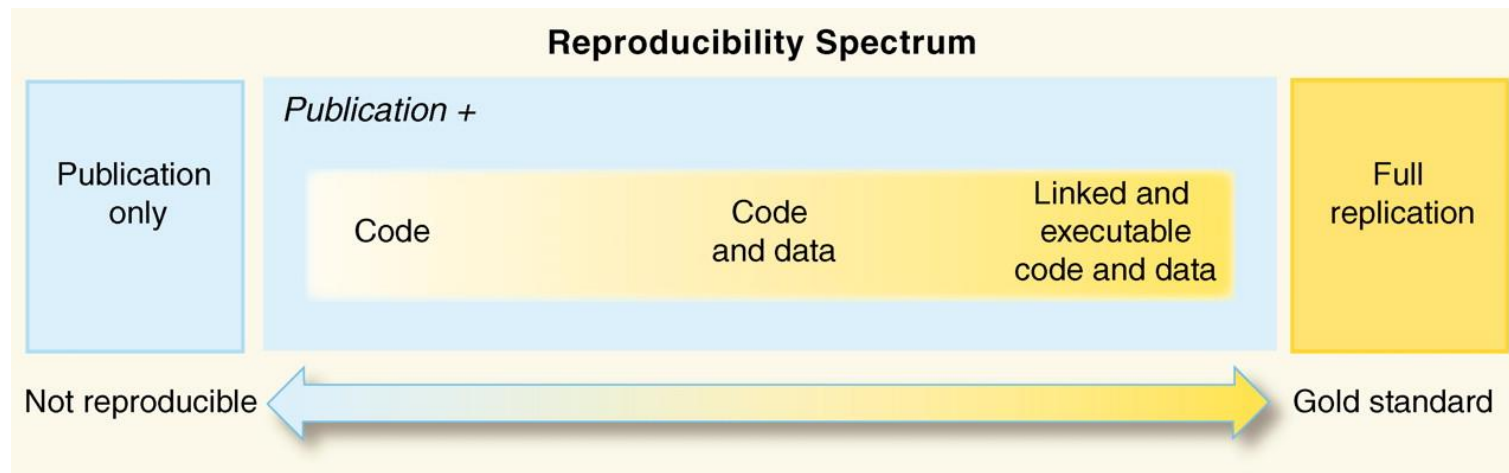 Reproducibility Spectrum
Publication
only
Publication +
Code
Code
and data
Linked and
executable
code and data
Full
replication
Not reproducible
Gold standard